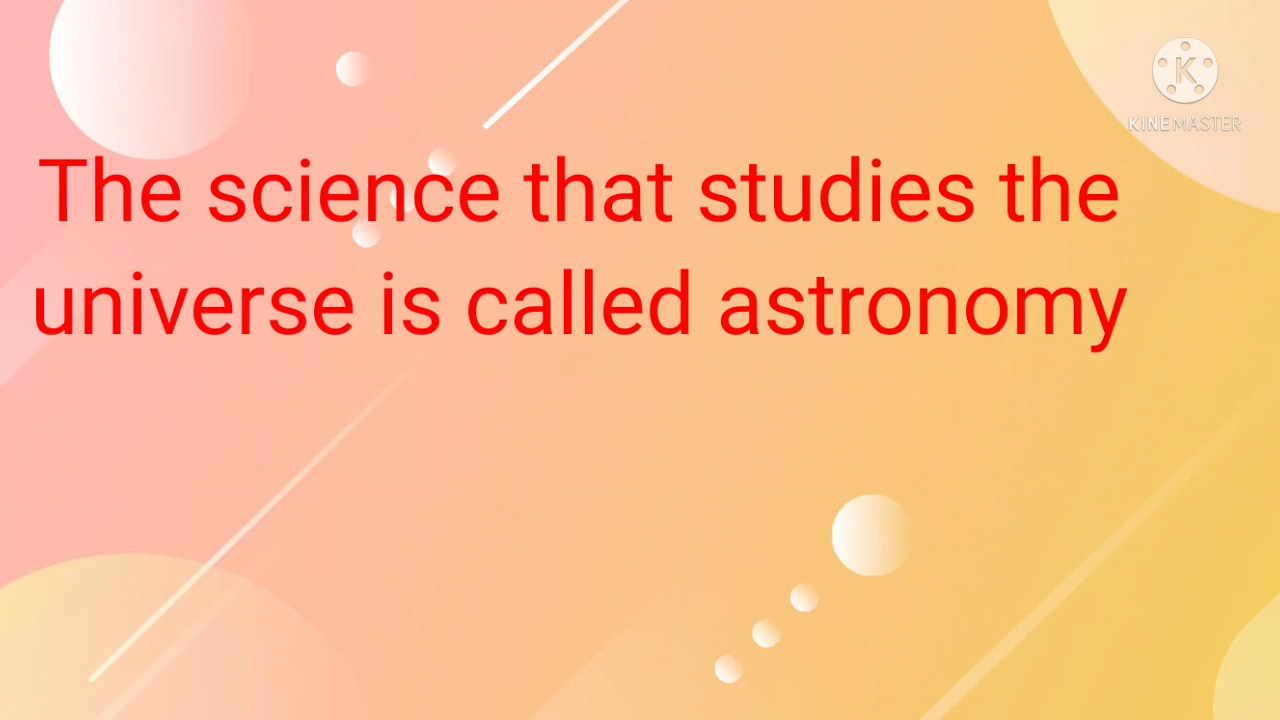 KINEMASTER
The science that studies the
universe is called astronomy